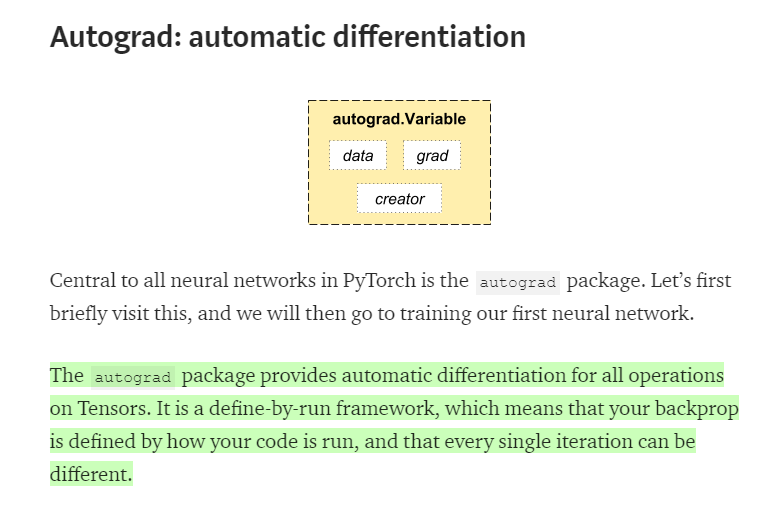 Autograd: automatic differentiation
autograd.Variable
data grad
creator
Central to all neural networks in PyTorch is the autograd package. Let’s first
briefly visit this, and we will then go to training our first neural network.
The autograd package provides automatic differentiation for all operations
on Tensors. It is a define-by-run framework, which means that your backprop
is defined by how your code is run, and that every single iteration can be
different.